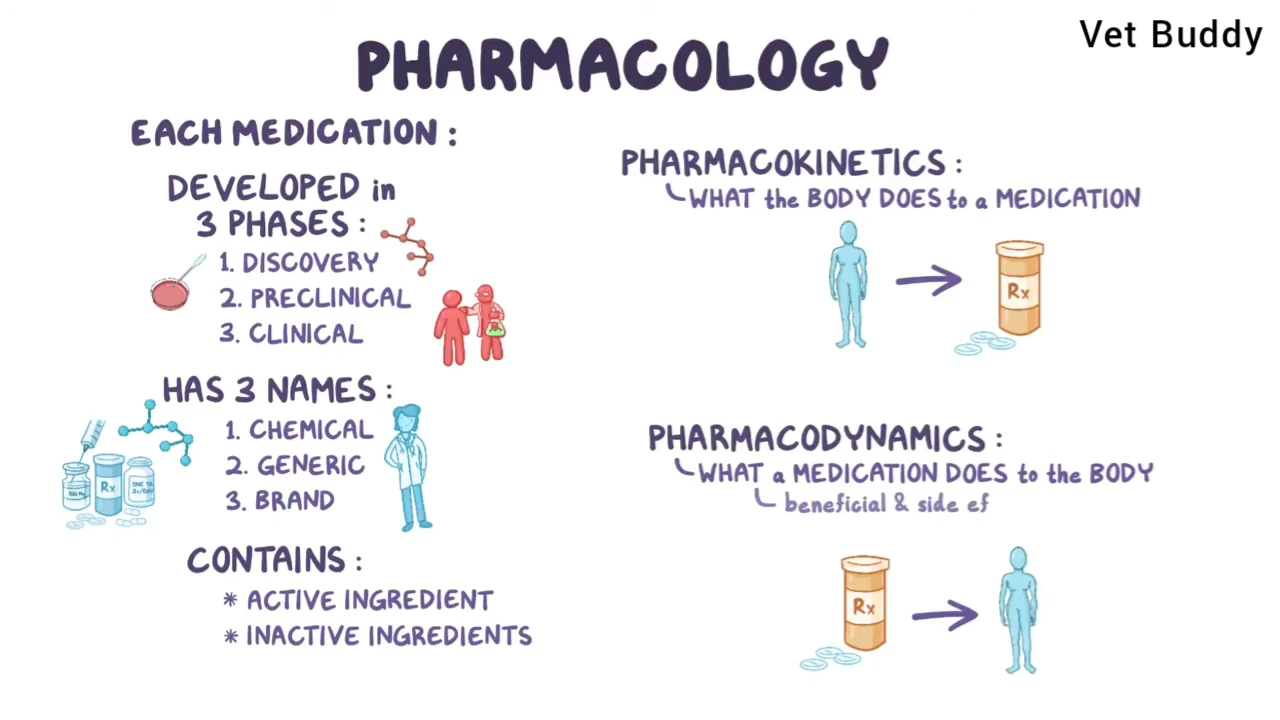 Vet Buddy
PHARMACOLOGY
EACH MEDICATION :
DEVELOPED in
3 PHASES :
1. DISCOVERY
2. PRECLINICAL
3. CLINICAL
HAS 3 NAMES :
1. CHEMICAL
2. GENERIC
3. BRAND
Rx
CONTAINS :
* ACTIVE INGREDIENT
* INACTIVE INGREDIENTS
PHARMACOKINETICS :
WHAT the BODY DOES to a MEDICATION
Rx
PHARMACODYNAMICS :
WHAT a MEDICATION DOES to the BODY
beneficial & side ef
Rx